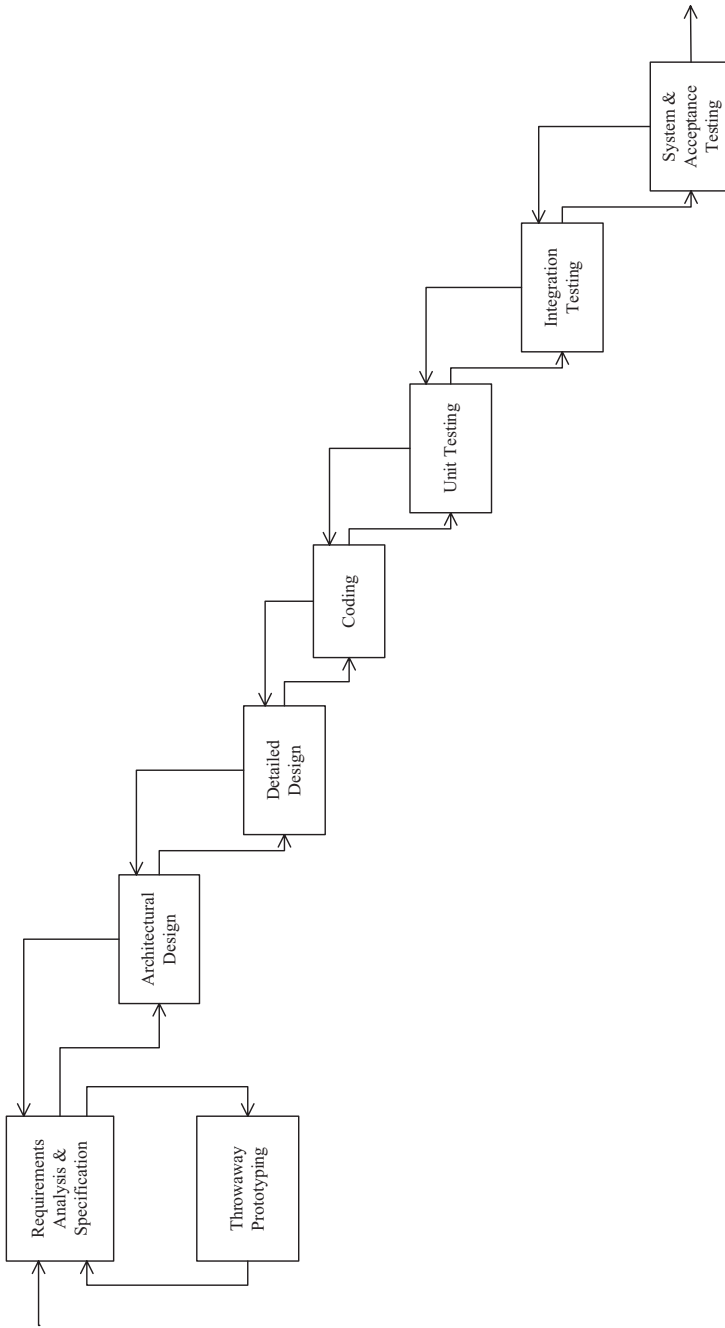 Requirements
Analysis &
Specification
Throwaway
Prototyping
Architectural
Design
Detailed
Design
Coding
Unit Testing
Integration
Testing
System &
Acceptance
Testing